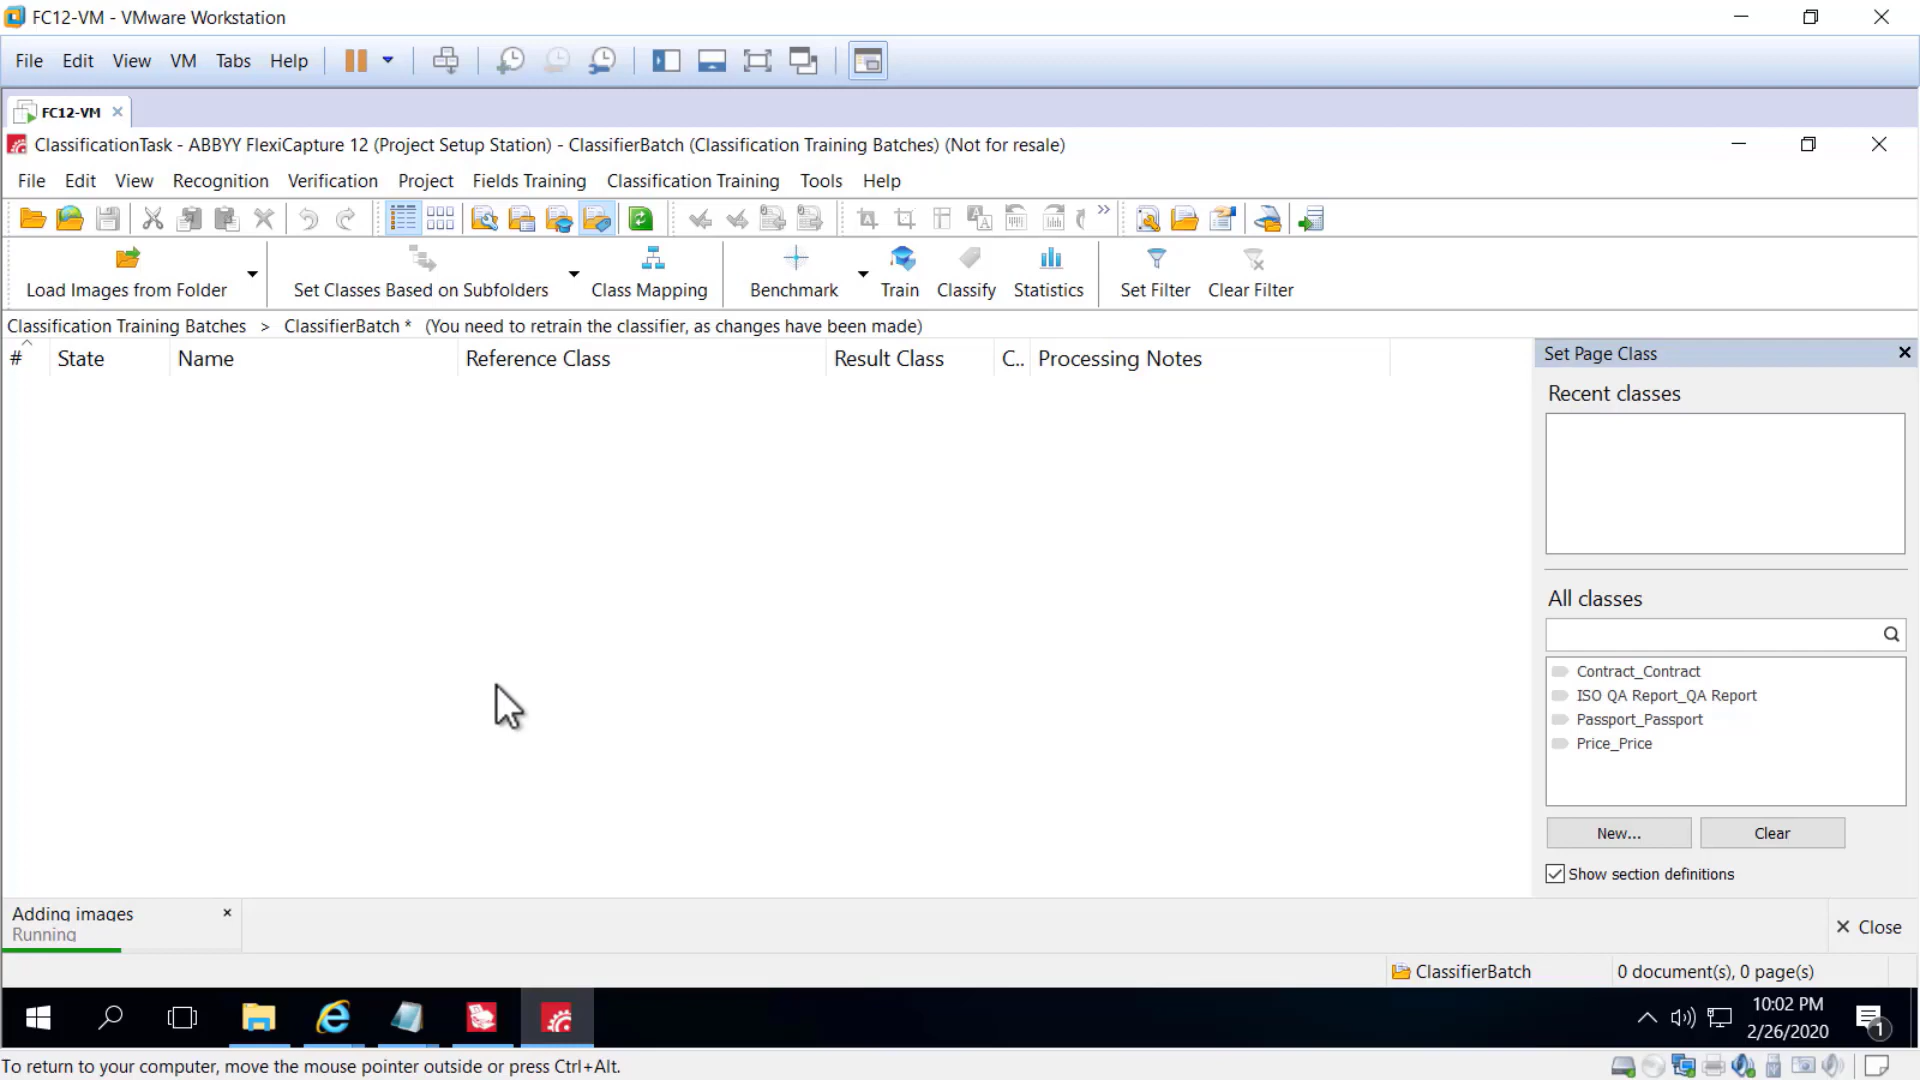 FC12-VM - VMware Workstation
File Edit View VM Tabs Help
FC12-VM
ClassificationTask - ABBYY FlexiCapture 12 (Project Setup Station) - ClassifierBatch (Classification Training Batches) (Not for resale)
File Edit View Recognition Verification Project Fields Training Classification Training Tools Help
Load Images from Folder Set Classes Based on Subfolders Class Mapping Benchmark Train Classify Statistics Set Filter Clear Filter
Classification Training Batches > ClassifierBatch * (You need to retrain the classifier, as changes have been made)
# State Name Reference Class Result Class C.. Processing Notes
Set Page Class
Recent classes
All classes
Contract_Contract
ISO QA Report_QA Report
Passport_Passport
Price_Price
New... Clear
Show section definitions
Adding images
Running
Close
ClassifierBatch 0 document(s), 0 page(s)
10:02 PM
2/26/2020
1
To return to your computer, move the mouse pointer outside or press Ctrl+Alt.